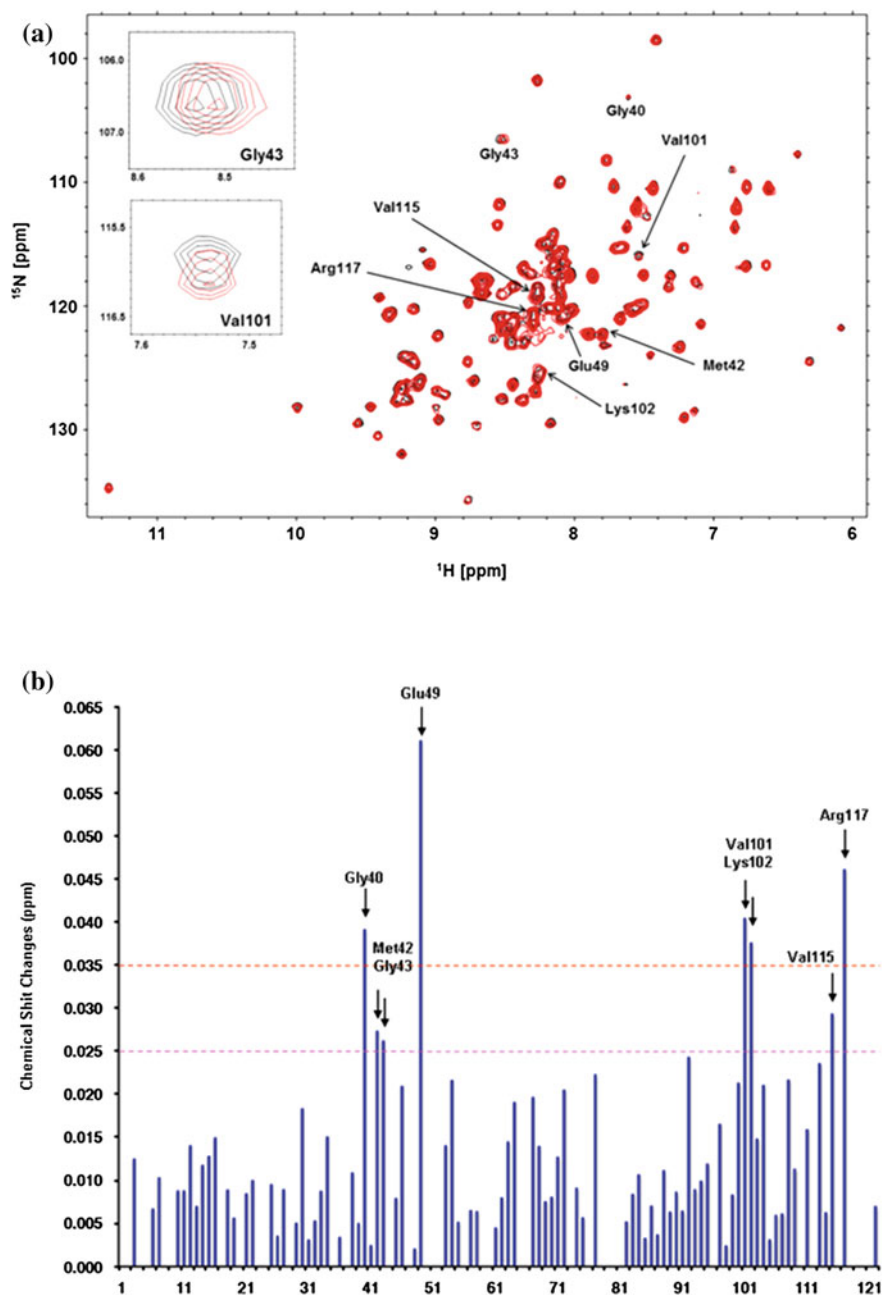 (a)
106.0
107.0
Gly43
8.6 8.5
115.5
116.5
Val101
7.6 7.5
100
110
120
130
15N [ppm]
Gly40
Gly43
Val101
Val115
Arg117
Glu49
Met42
Lys102
11 10 9 8 7 6
1H [ppm]
(b)
Chemical Shit Changes (ppm)
0.065
0.060
0.055
0.050
0.045
0.040
0.035
0.030
0.025
0.020
0.015
0.010
0.005
0.000
Glu49
Arg117
Val101
Lys102
Gly40
Met42
Gly43
Val115
1 11 21 31 41 51 61 71 81 91 101 111 121